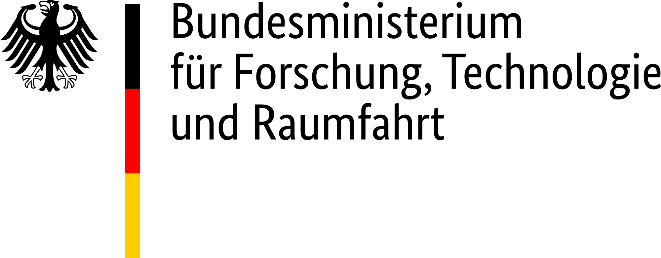 Bundesministerium
für Forschung, Technologie
und Raumfahrt